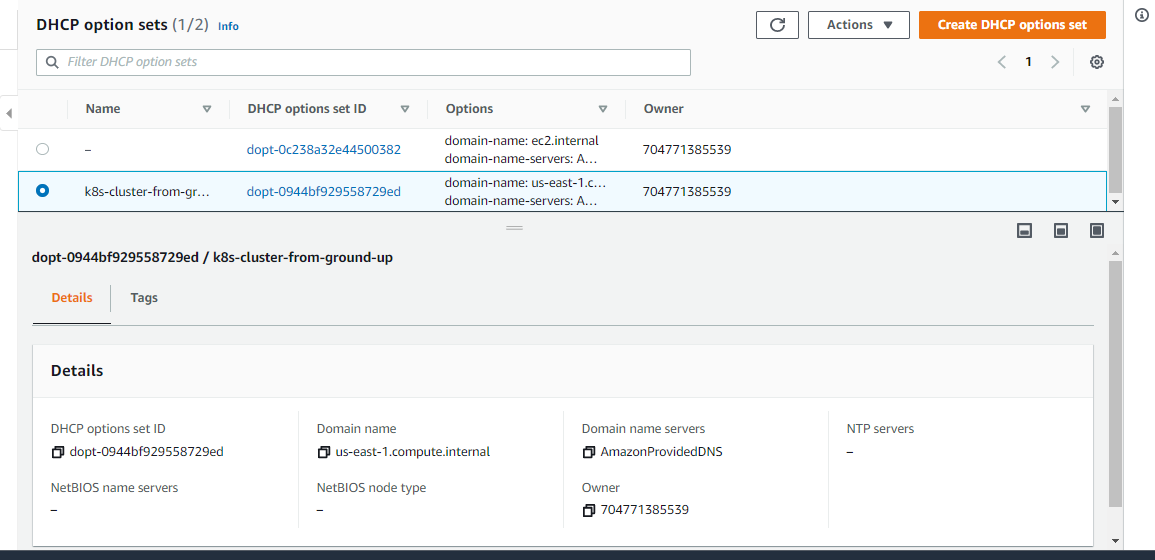 DHCP option sets (1/2) Info
Actions
Create DHCP options set
Filter DHCP option sets
1
Name DHCP options set ID Options Owner
– dopt-0c238a32e44500382 domain-name: ec2.internal 704771385539
domain-name-servers: A...
k8s-cluster-from-gr... dopt-0944bf929558729ed domain-name: us-east-1.c... 704771385539
domain-name-servers: A...
dopt-0944bf929558729ed / k8s-cluster-from-ground-up
Details Tags
Details
DHCP options set ID Domain name Domain name servers NTP servers
dopt-0944bf929558729ed us-east-1.compute.internal AmazonProvidedDNS –
NetBIOS name servers NetBIOS node type Owner
– – 704771385539